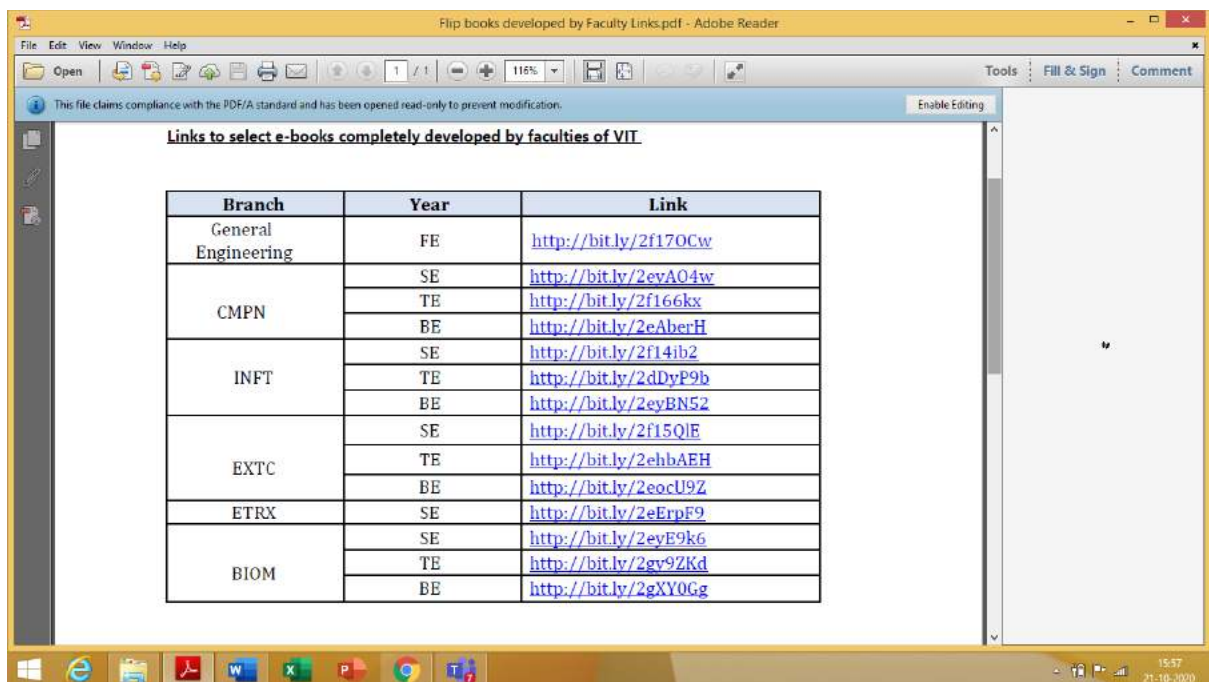 Flip books developed by Faculty Links.pdf - Adobe Reader
File Edit View Window Help
Open 1 / 1 116% Tools Fill & Sign Comment
This file claims compliance with the PDF/A standard and has been opened read-only to prevent modification. Enable Editing
Links to select e-books completely developed by faculties of VIT
Branch Year Link
General Engineering FE http://bit.ly/2f17OCw
CMPN SE http://bit.ly/2eyAO4w
TE http://bit.ly/2f166kx
BE http://bit.ly/2eAberH
INFT SE http://bit.ly/2f14ib2
TE http://bit.ly/2dDyP9b
BE http://bit.ly/2eyBN52
EXTC SE http://bit.ly/2f15QlE
TE http://bit.ly/2ehbAEH
BE http://bit.ly/2eocU9Z
ETRX SE http://bit.ly/2eErpF9
BIOM SE http://bit.ly/2eyE9k6
TE http://bit.ly/2gy9ZKd
BE http://bit.ly/2gXY0Gg
15:57
21-10-2020